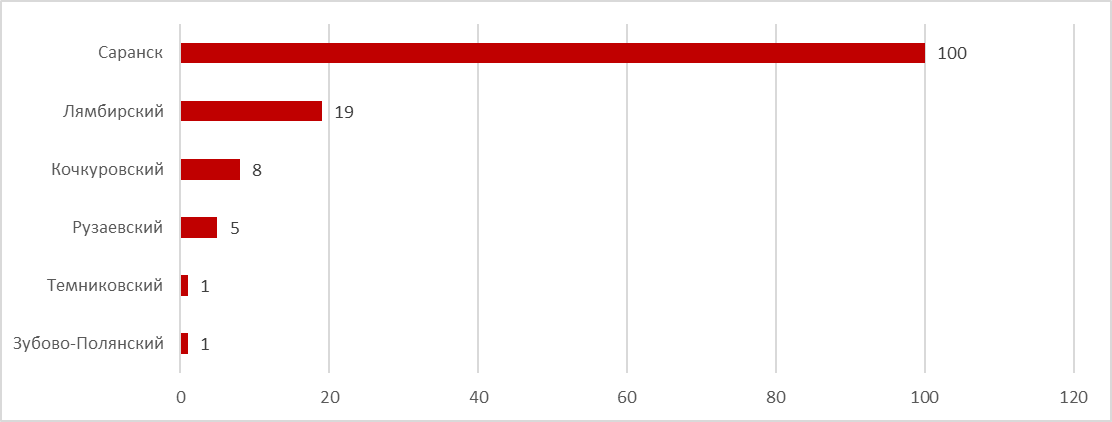 Саранск 100
Лямбирский 19
Кочкуровский 8
Рузаевский 5
Темниковский 1
Зубово-Полянский 1
0 20 40 60 80 100 120